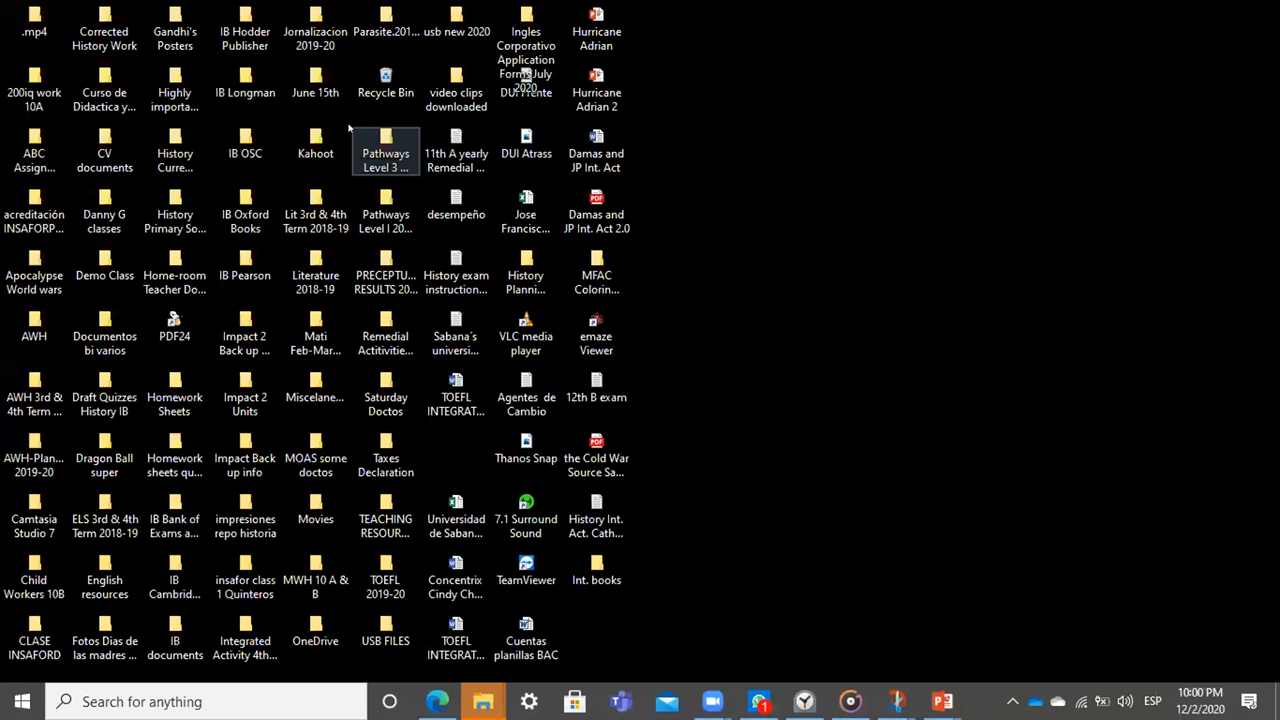 .mp4
Corrected
History Work
Gandhi's
Posters
IB Hodder
Publisher
Jornalizacion
2019-20
Parasite.201...
usb new 2020
Ingles
Corporativo
Application
Forms July
2020
Hurricane
Adrian
200iq work
10A
Curso de
Didactica y...
Highly
importa...
IB Longman
June 15th
Recycle Bin
video clips
downloaded
DUI Frente
Hurricane
Adrian 2
ABC
Assign...
CV
documents
History
Curre...
IB OSC
Kahoot
Pathways
Level 3 ...
11th A yearly
Remedial ...
DUI Atrass
Damas and
JP Int. Act
acreditación
INSAFORP...
Danny G
classes
History
Primary So...
IB Oxford
Books
Lit 3rd & 4th
Term 2018-19
Pathways
Level I 20...
desempeño
Jose
Francisc...
Damas and
JP Int. Act 2.0
Apocalypse
World wars
Demo Class
Home-room
Teacher Do...
IB Pearson
Literature
2018-19
PRECEPTU...
RESULTS 20...
History exam
instruction...
History
Planni...
MFAC
Colorin...
AWH
Documentos
bi varios
PDF24
Impact 2
Back up ...
Mati
Feb-Mar...
Remedial
Actitivitie...
Sabana´s
universi...
VLC media
player
emaze
Viewer
AWH 3rd &
4th Term ...
Draft Quizzes
History IB
Homework
Sheets
Impact 2
Units
Miscelane...
Saturday
Doctos
TOEFL
INTEGRAT...
Agentes de
Cambio
12th B exam
AWH-Plan...
2019-20
Dragon Ball
super
Homework
sheets qu...
Impact Back
up info
MOAS some
doctos
Taxes
Declaration
Thanos Snap
the Cold War
Source Sa...
Camtasia
Studio 7
ELS 3rd & 4th
Term 2018-19
IB Bank of
Exams a...
impresiones
repo historia
Movies
TEACHING
RESOUR...
Universidad
de Saban...
7.1 Surround
Sound
History Int.
Act. Cath...
Child
Workers 10B
English
resources
IB
Cambrid...
insafor class
1 Quinteros
MWH 10 A &
B
TOEFL
2019-20
Concentrix
Cindy Ch...
TeamViewer
Int. books
CLASE
INSAFORD
Fotos Dias de
las madres ...
IB
documents
Integrated
Activity 4th...
OneDrive
USB FILES
TOEFL
INTEGRAT...
Cuentas
planillas BAC
Search for anything
1
ESP
10:00 PM
12/2/2020